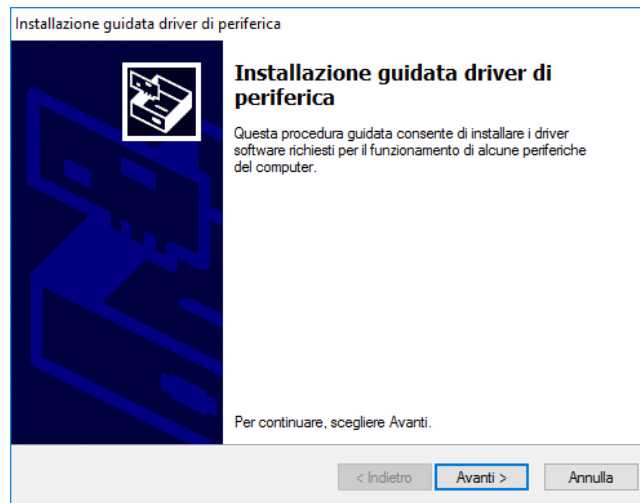 Installazione guidata driver di periferica
Installazione guidata driver di
periferica
Questa procedura guidata consente di installare i driver
software richiesti per il funzionamento di alcune periferiche
del computer.
Per continuare, scegliere Avanti.
< Indietro
Avanti >
Annulla